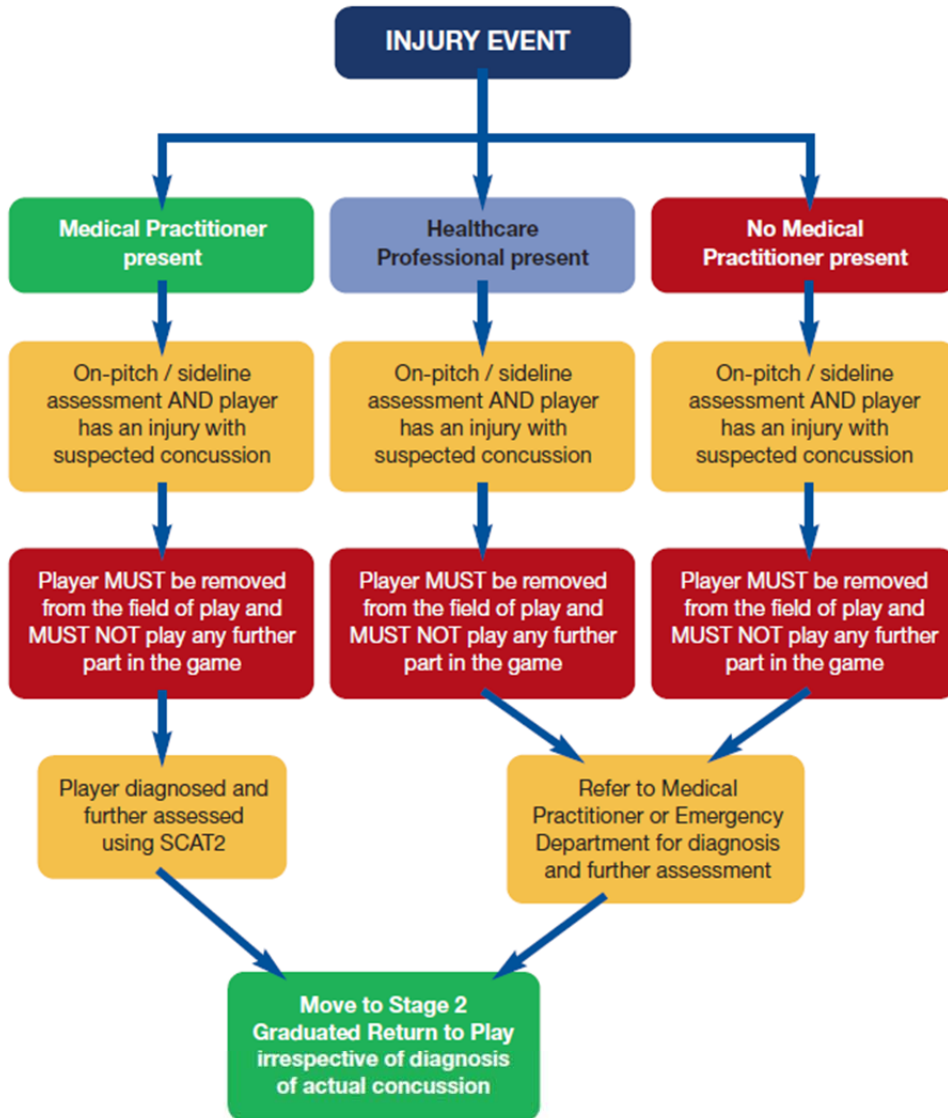 INJURY EVENT
Medical Practitioner
present
Healthcare
Professional present
No Medical
Practitioner present
On-pitch / sideline
assessment AND player
has an injury with
suspected concussion
On-pitch / sideline
assessment AND player
has an injury with
suspected concussion
On-pitch / sideline
assessment AND player
has an injury with
suspected concussion
Player MUST be removed
from the field of play and
MUST NOT play any further
part in the game
Player MUST be removed
from the field of play and
MUST NOT play any further
part in the game
Player MUST be removed
from the field of play and
MUST NOT play any further
part in the game
Player diagnosed and
further assessed
using SCAT2
Refer to Medical
Practitioner or Emergency
Department for diagnosis
and further assessment
Move to Stage 2
Graduated Return to Play
irrespective of diagnosis
of actual concussion